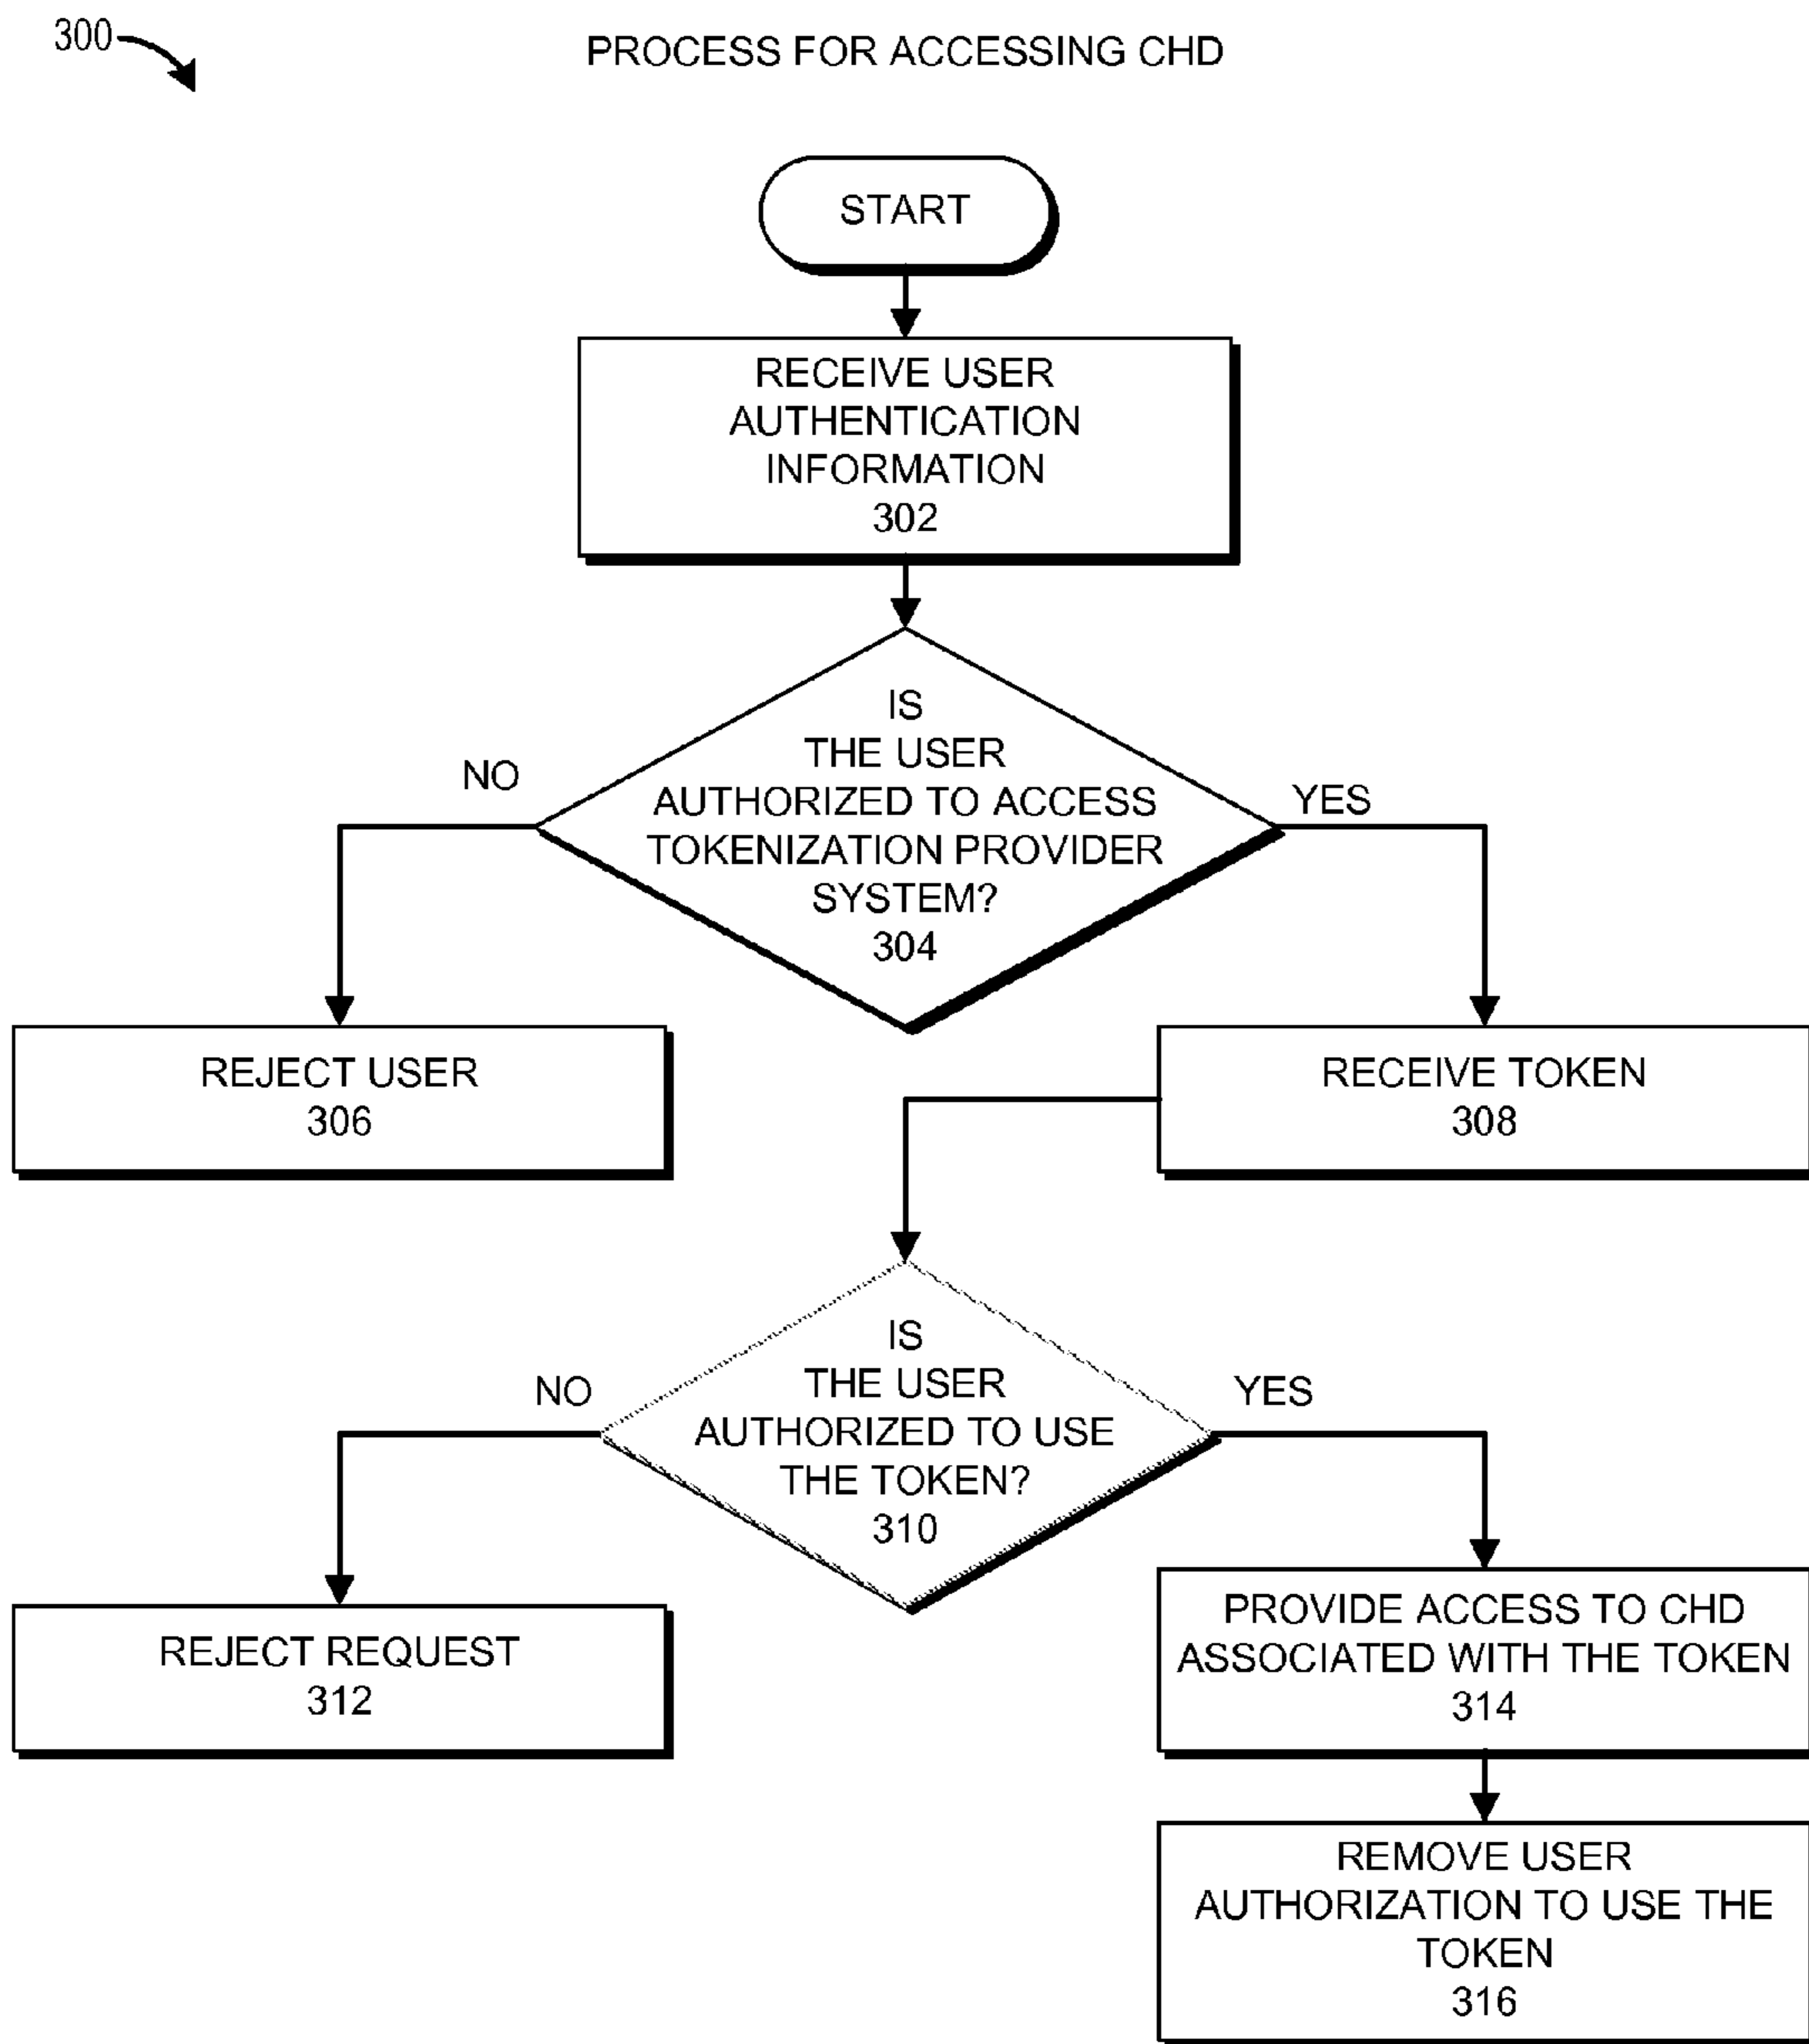 300
PROCESS FOR ACCESSING CHD
START
RECEIVE USER
AUTHENTICATION
INFORMATION
302
IS
THE USER
AUTHORIZED TO ACCESS
TOKENIZATION PROVIDER
SYSTEM?
304
NO
YES
REJECT USER
306
RECEIVE TOKEN
308
IS
THE USER
AUTHORIZED TO USE
THE TOKEN?
310
NO
YES
REJECT REQUEST
312
PROVIDE ACCESS TO CHD
ASSOCIATED WITH THE TOKEN
314
REMOVE USER
AUTHORIZATION TO USE THE
TOKEN
316